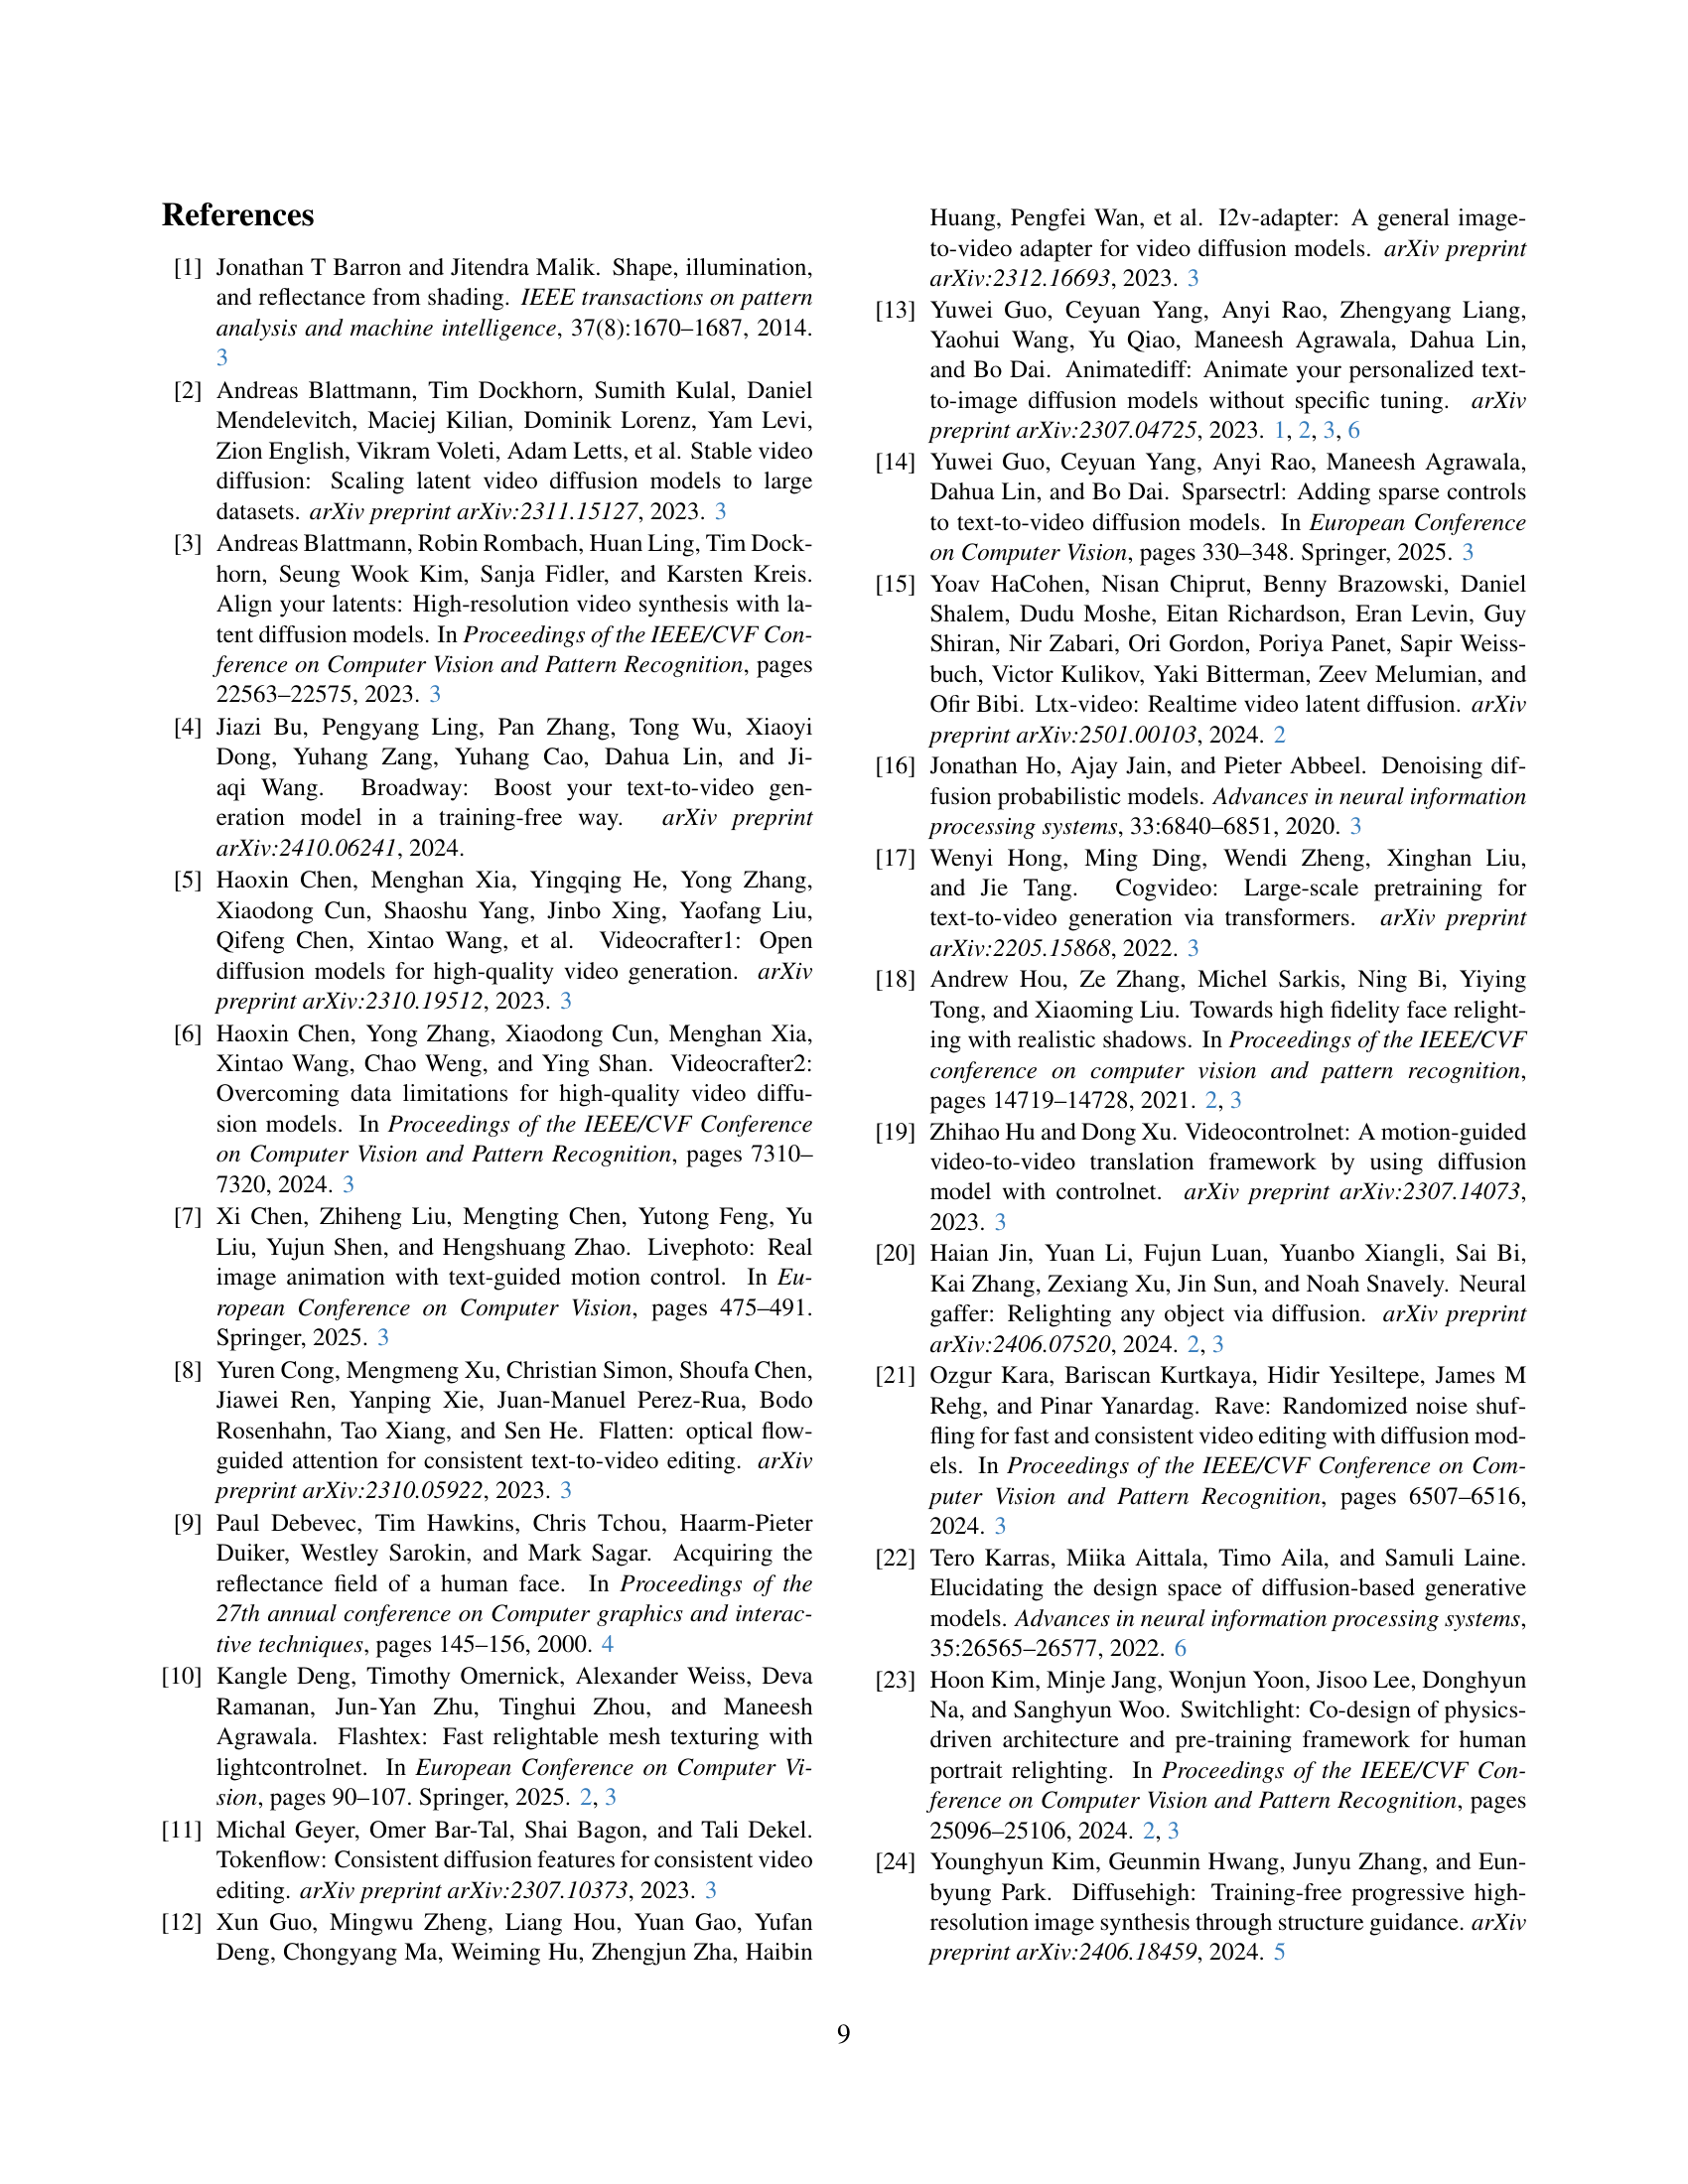 References
[1] Jonathan T Barron and Jitendra Malik. Shape, illumination,
and reflectance from shading. IEEE transactions on pattern
analysis and machine intelligence, 37(8):1670–1687, 2014.
3
[2] Andreas Blattmann, Tim Dockhorn, Sumith Kulal, Daniel
Mendelevitch, Maciej Kilian, Dominik Lorenz, Yam Levi,
Zion English, Vikram Voleti, Adam Letts, et al. Stable video
diffusion: Scaling latent video diffusion models to large
datasets. arXiv preprint arXiv:2311.15127, 2023. 3
[3] Andreas Blattmann, Robin Rombach, Huan Ling, Tim Dock-
horn, Seung Wook Kim, Sanja Fidler, and Karsten Kreis.
Align your latents: High-resolution video synthesis with la-
tent diffusion models. In Proceedings of the IEEE/CVF Con-
ference on Computer Vision and Pattern Recognition, pages
22563–22575, 2023. 3
[4] Jiazi Bu, Pengyang Ling, Pan Zhang, Tong Wu, Xiaoyi
Dong, Yuhang Zang, Yuhang Cao, Dahua Lin, and Ji-
aqi Wang. Broadway: Boost your text-to-video gen-
eration model in a training-free way. arXiv preprint
arXiv:2410.06241, 2024.
[5] Haoxin Chen, Menghan Xia, Yingqing He, Yong Zhang,
Xiaodong Cun, Shaoshu Yang, Jinbo Xing, Yaofang Liu,
Qifeng Chen, Xintao Wang, et al. Videocrafter1: Open
diffusion models for high-quality video generation. arXiv
preprint arXiv:2310.19512, 2023. 3
[6] Haoxin Chen, Yong Zhang, Xiaodong Cun, Menghan Xia,
Xintao Wang, Chao Weng, and Ying Shan. Videocrafter2:
Overcoming data limitations for high-quality video diffu-
sion models. In Proceedings of the IEEE/CVF Conference
on Computer Vision and Pattern Recognition, pages 7310–
7320, 2024. 3
[7] Xi Chen, Zhiheng Liu, Mengting Chen, Yutong Feng, Yu
Liu, Yujun Shen, and Hengshuang Zhao. Livephoto: Real
image animation with text-guided motion control. In Eu-
ropean Conference on Computer Vision, pages 475–491.
Springer, 2025. 3
[8] Yuren Cong, Mengmeng Xu, Christian Simon, Shoufa Chen,
Jiawei Ren, Yanping Xie, Juan-Manuel Perez-Rua, Bodo
Rosenhahn, Tao Xiang, and Sen He. Flatten: optical flow-
guided attention for consistent text-to-video editing. arXiv
preprint arXiv:2310.05922, 2023. 3
[9] Paul Debevec, Tim Hawkins, Chris Tchou, Haarm-Pieter
Duiker, Westley Sarokin, and Mark Sagar. Acquiring the
reflectance field of a human face. In Proceedings of the
27th annual conference on Computer graphics and interac-
tive techniques, pages 145–156, 2000. 4
[10] Kangle Deng, Timothy Omernick, Alexander Weiss, Deva
Ramanan, Jun-Yan Zhu, Tinghui Zhou, and Maneesh
Agrawala. Flashtex: Fast relightable mesh texturing with
lightcontrolnet. In European Conference on Computer Vi-
sion, pages 90–107. Springer, 2025. 2, 3
[11] Michal Geyer, Omer Bar-Tal, Shai Bagon, and Tali Dekel.
Tokenflow: Consistent diffusion features for consistent video
editing. arXiv preprint arXiv:2307.10373, 2023. 3
[12] Xun Guo, Mingwu Zheng, Liang Hou, Yuan Gao, Yufan
Deng, Chongyang Ma, Weiming Hu, Zhengjun Zha, Haibin
Huang, Pengfei Wan, et al. I2v-adapter: A general image-
to-video adapter for video diffusion models. arXiv preprint
arXiv:2312.16693, 2023. 3
[13] Yuwei Guo, Ceyuan Yang, Anyi Rao, Zhengyang Liang,
Yaohui Wang, Yu Qiao, Maneesh Agrawala, Dahua Lin,
and Bo Dai. Animatediff: Animate your personalized text-
to-image diffusion models without specific tuning. arXiv
preprint arXiv:2307.04725, 2023. 1, 2, 3, 6
[14] Yuwei Guo, Ceyuan Yang, Anyi Rao, Maneesh Agrawala,
Dahua Lin, and Bo Dai. Sparsectrl: Adding sparse controls
to text-to-video diffusion models. In European Conference
on Computer Vision, pages 330–348. Springer, 2025. 3
[15] Yoav HaCohen, Nisan Chiprut, Benny Brazowski, Daniel
Shalem, Dudu Moshe, Eitan Richardson, Eran Levin, Guy
Shiran, Nir Zabari, Ori Gordon, Poriya Panet, Sapir Weiss-
buch, Victor Kulikov, Yaki Bitterman, Zeev Melumian, and
Ofir Bibi. Ltx-video: Realtime video latent diffusion. arXiv
preprint arXiv:2501.00103, 2024. 2
[16] Jonathan Ho, Ajay Jain, and Pieter Abbeel. Denoising dif-
fusion probabilistic models. Advances in neural information
processing systems, 33:6840–6851, 2020. 3
[17] Wenyi Hong, Ming Ding, Wendi Zheng, Xinghan Liu,
and Jie Tang. Cogvideo: Large-scale pretraining for
text-to-video generation via transformers. arXiv preprint
arXiv:2205.15868, 2022. 3
[18] Andrew Hou, Ze Zhang, Michel Sarkis, Ning Bi, Yiying
Tong, and Xiaoming Liu. Towards high fidelity face relight-
ing with realistic shadows. In Proceedings of the IEEE/CVF
conference on computer vision and pattern recognition,
pages 14719–14728, 2021. 2, 3
[19] Zhihao Hu and Dong Xu. Videocontrolnet: A motion-guided
video-to-video translation framework by using diffusion
model with controlnet. arXiv preprint arXiv:2307.14073,
2023. 3
[20] Haian Jin, Yuan Li, Fujun Luan, Yuanbo Xiangli, Sai Bi,
Kai Zhang, Zexiang Xu, Jin Sun, and Noah Snavely. Neural
gaffer: Relighting any object via diffusion. arXiv preprint
arXiv:2406.07520, 2024. 2, 3
[21] Ozgur Kara, Bariscan Kurtkaya, Hidir Yesiltepe, James M
Rehg, and Pinar Yanardag. Rave: Randomized noise shuf-
fling for fast and consistent video editing with diffusion mod-
els. In Proceedings of the IEEE/CVF Conference on Com-
puter Vision and Pattern Recognition, pages 6507–6516,
2024. 3
[22] Tero Karras, Miika Aittala, Timo Aila, and Samuli Laine.
Elucidating the design space of diffusion-based generative
models. Advances in neural information processing systems,
35:26565–26577, 2022. 6
[23] Hoon Kim, Minje Jang, Wonjun Yoon, Jisoo Lee, Donghyun
Na, and Sanghyun Woo. Switchlight: Co-design of physics-
driven architecture and pre-training framework for human
portrait relighting. In Proceedings of the IEEE/CVF Con-
ference on Computer Vision and Pattern Recognition, pages
25096–25106, 2024. 2, 3
[24] Younghyun Kim, Geunmin Hwang, Junyu Zhang, and Eun-
byung Park. Diffusehigh: Training-free progressive high-
resolution image synthesis through structure guidance. arXiv
preprint arXiv:2406.18459, 2024. 5
9